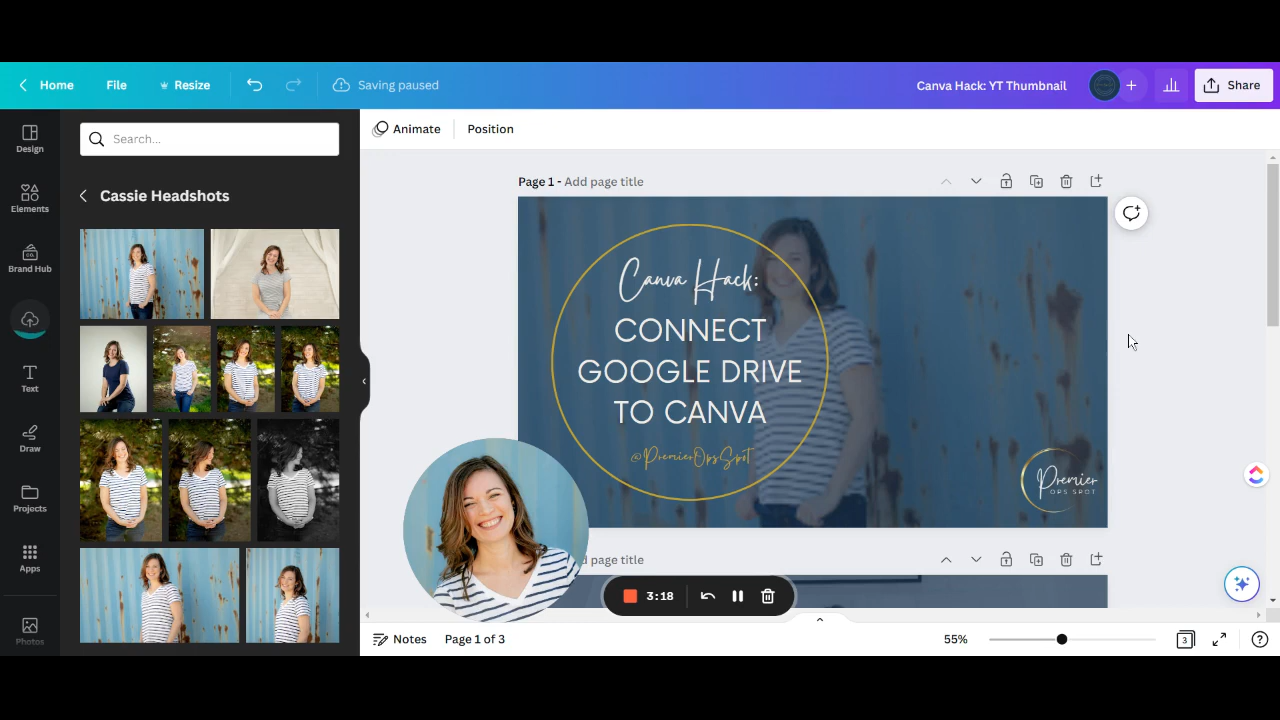 Home File Resize Saving paused Canva Hack: YT Thumbnail + Share
Animate Position
Search...
Design
Page 1 - Add page title
Cassie Headshots
Elements
Brand Hub
Canva Hack:
CONNECT
GOOGLE DRIVE
TO CANVA
@PremierOpsSpot
Premier
OPS SPOT
Text
Draw
Projects
Apps
Photos
d page title
3:18
Notes Page 1 of 3 55% 3 ?